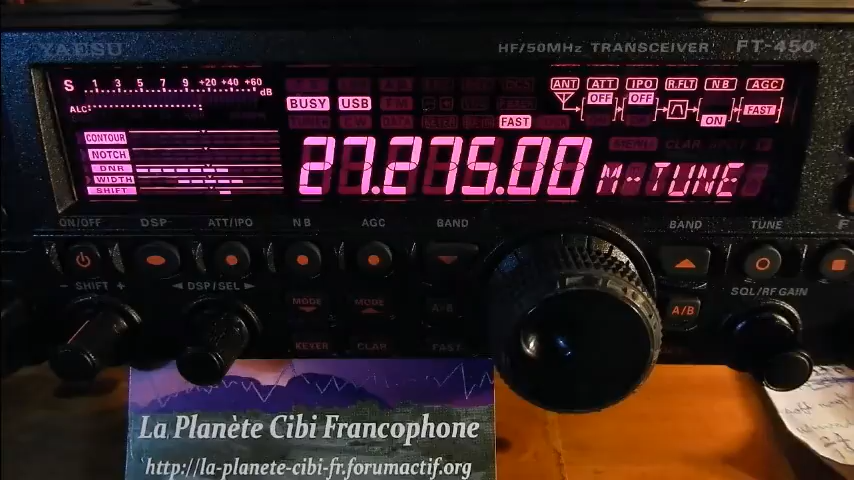 YAESU HF/50MHz TRANSCEIVER FT-450
S 1 3 5 7 9 +20 +40 +60 dB
ALC
BUSY USB
FAST
ANT ATT IPO R.FLT NB AGC
OFF OFF ON FAST
CONTOUR
NOTCH
DNR
WIDTH
SHIFT
27.275.00 M--TUNE
ON/OFF DSP ATT/IPO NB AGC BAND BAND TUNE F
- SHIFT + ◄ DSP/SEL ► SQL/RF GAIN
MODE MODE A=B A/B
KEYER CLAR FAST
La Planète Cibi Francophone
http://la-planete-cibi-fr.forumactif.org